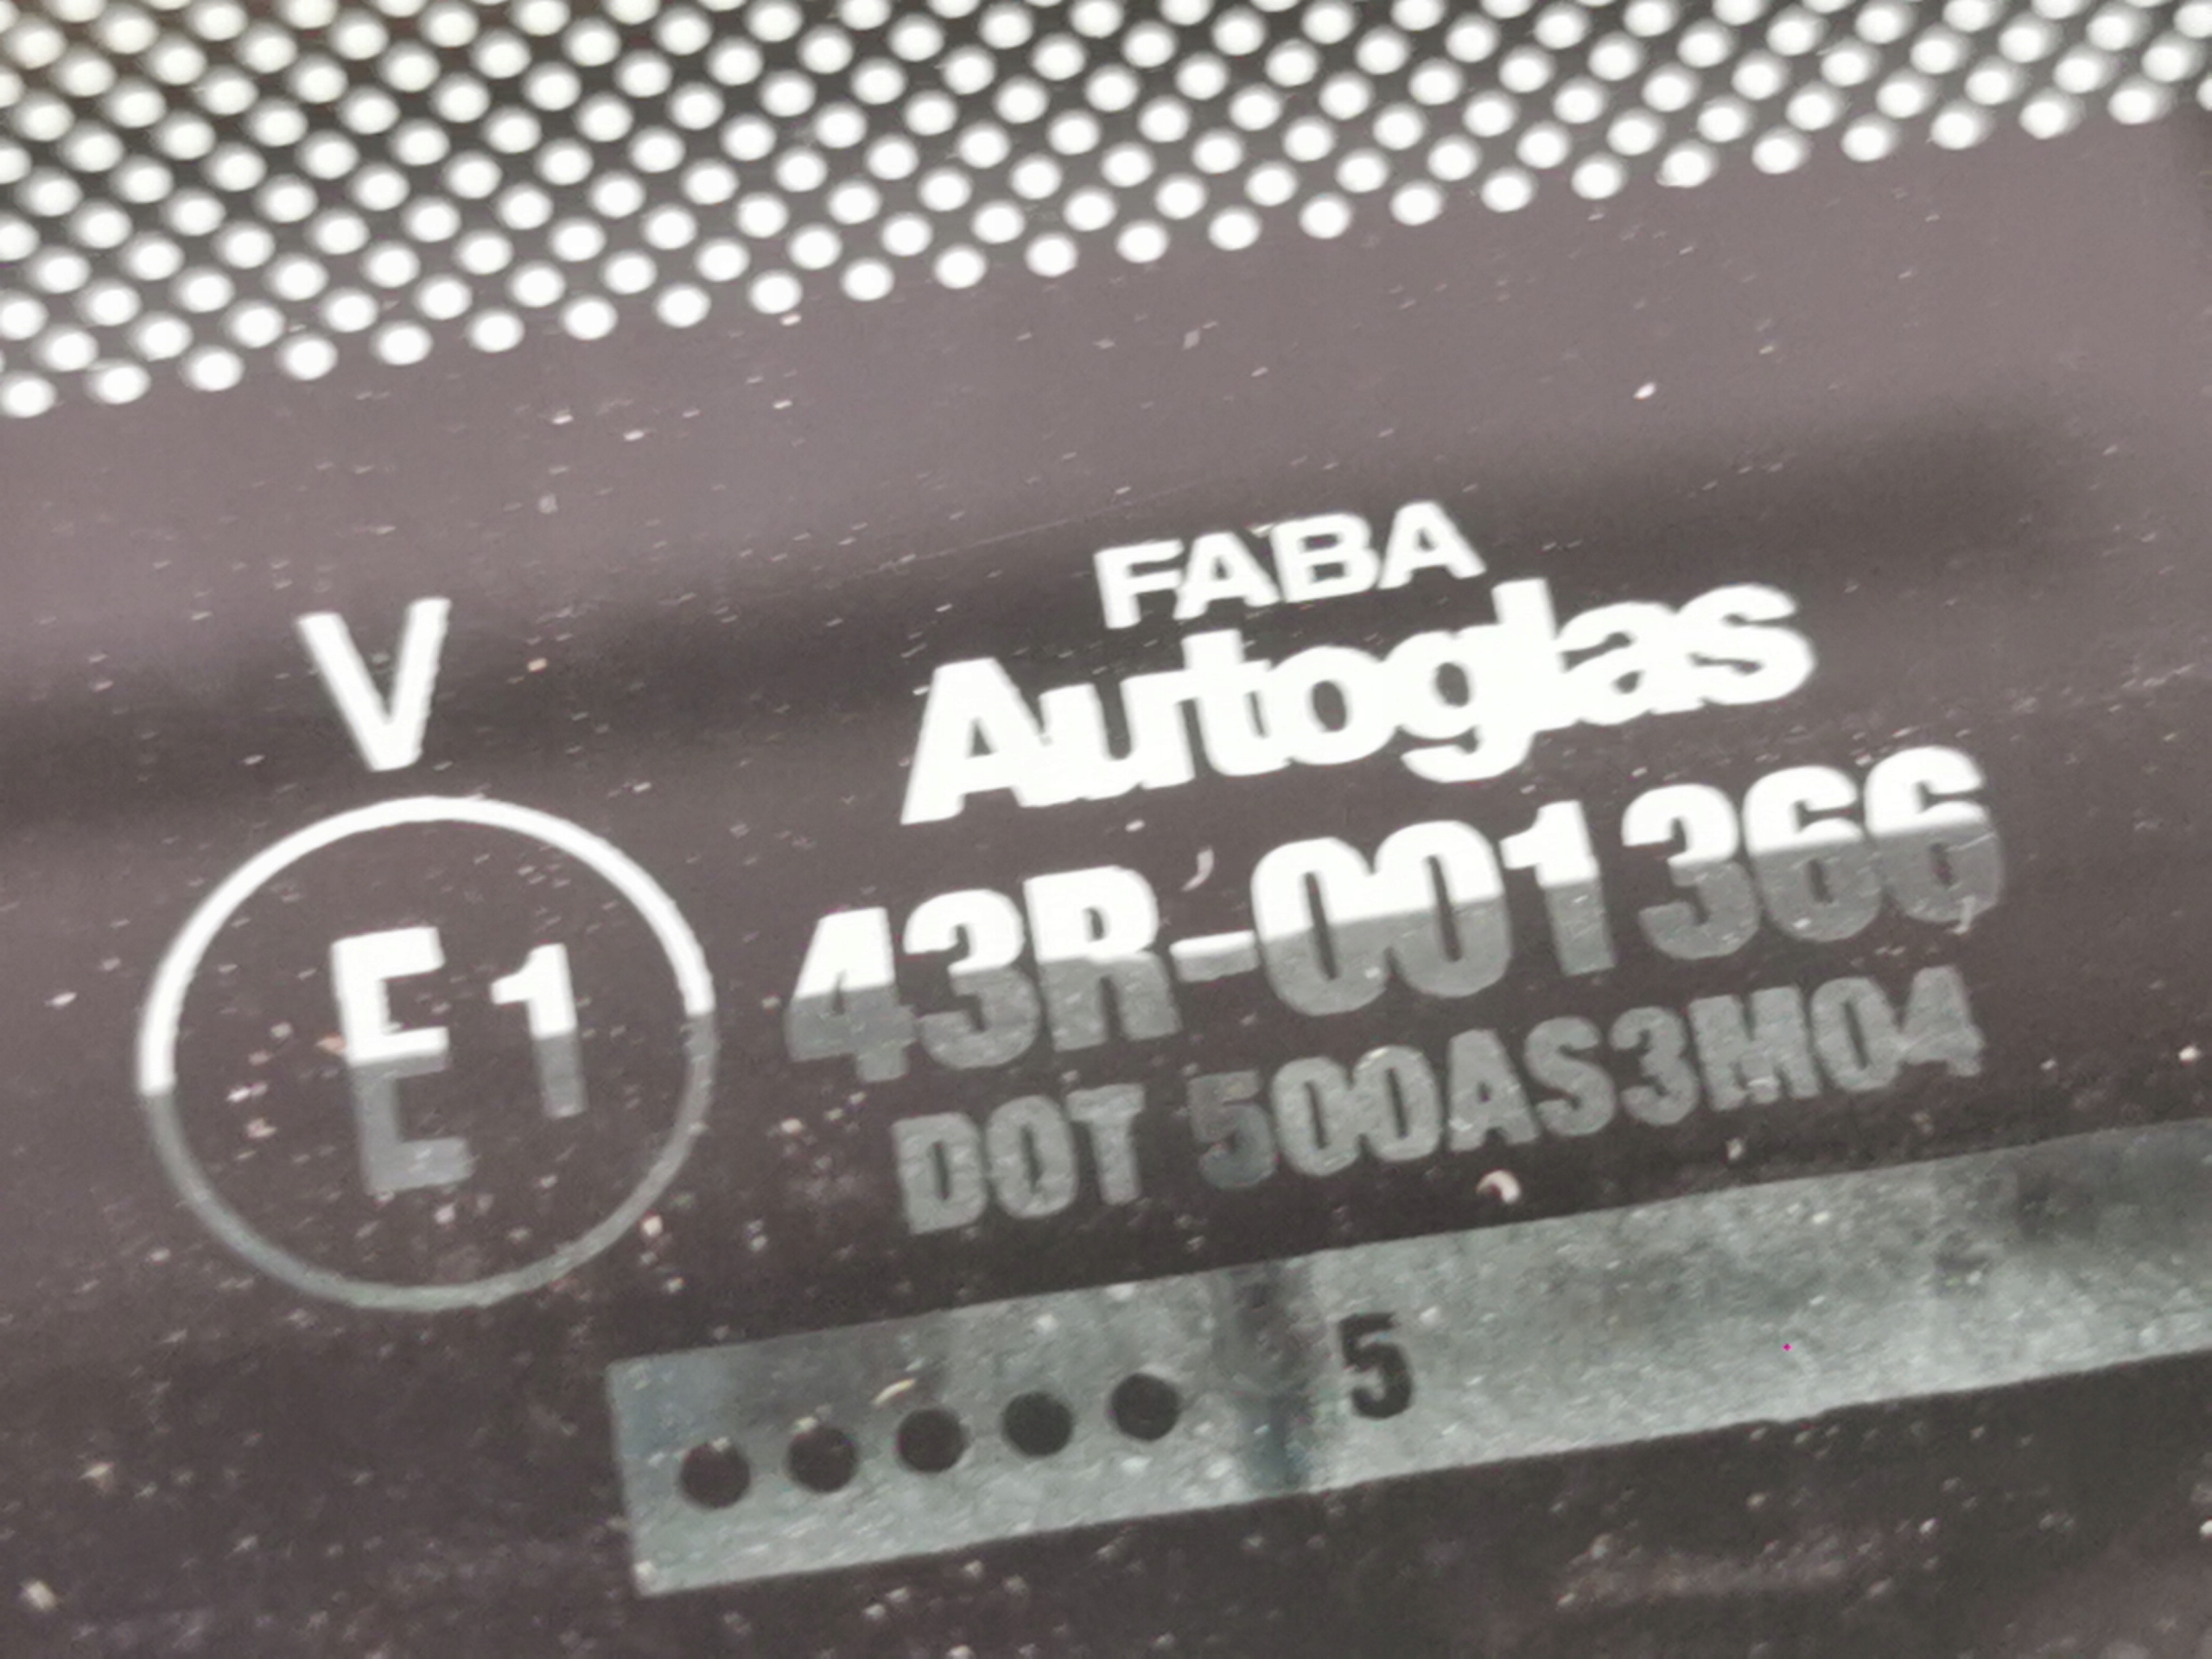 V
FABA
Autoglas
E1
43R-001366
DOT 500AS3M04
5